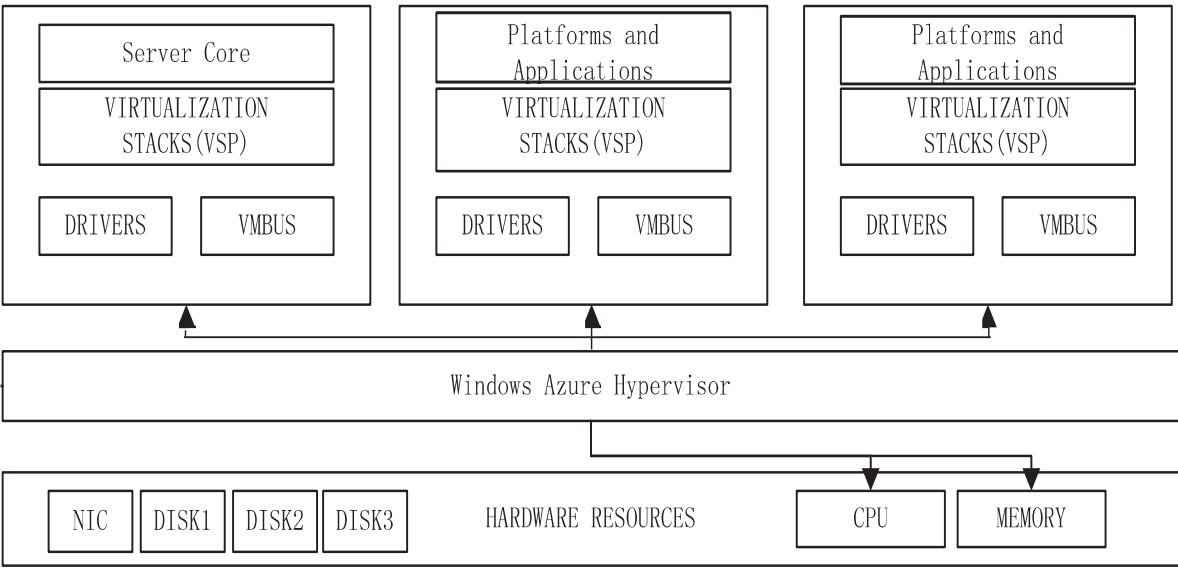 Server Core
VIRTUALIZATION
STACKS(VSP)
DRIVERS
VMBUS
Platforms and
Applications
VIRTUALIZATION
STACKS(VSP)
DRIVERS
VMBUS
Platforms and
Applications
VIRTUALIZATION
STACKS(VSP)
DRIVERS
VMBUS
Windows Azure Hypervisor
NIC
DISK1
DISK2
DISK3
HARDWARE RESOURCES
CPU
MEMORY